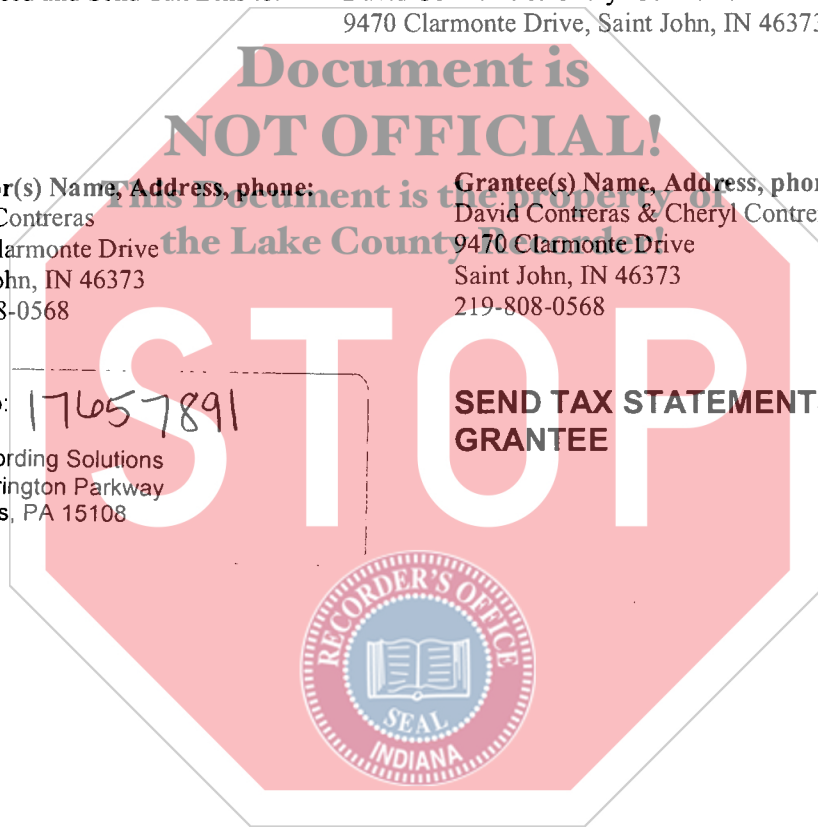 9470 Clarmonte Drive, Saint John, IN 46373
Document is
NOT OFFICIAL!
This Document is the property of
the Lake County Recorder!
r(s) Name, Address, phone:
Contreras
larmonte Drive
ohn, IN 46373
8-0568
Grantee(s) Name, Address, phon
David Contreras & Cheryl Contre
9470 Clarmonte Drive
Saint John, IN 46373
219-808-0568
STOP
: 17657891
ording Solutions
rington Parkway
s, PA 15108
SEND TAX STATEMENT
GRANTEE
RECORDER'S OFFICE
SEAL
INDIANA